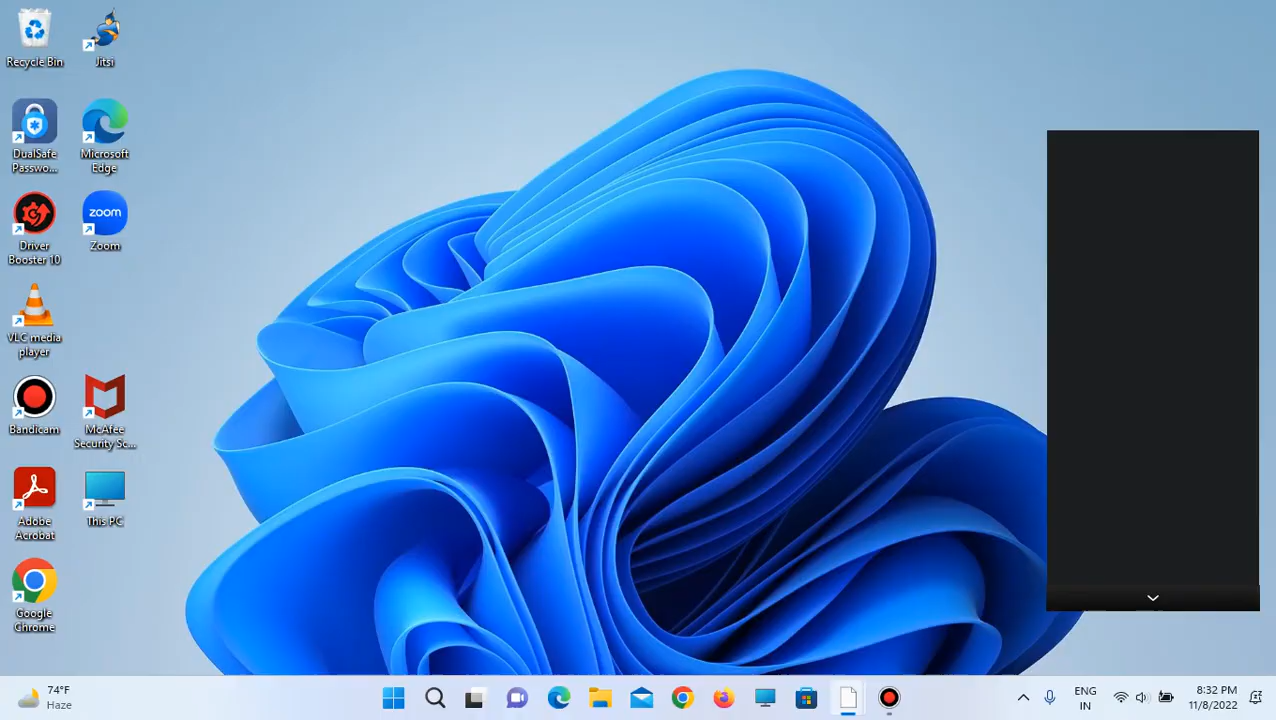 Recycle Bin
Jitsi
DualSafe
Passwo...
Microsoft
Edge
Driver
Booster 10
zoom
Zoom
VLC media
player
Bandicam
McAfee
Security Sc...
Adobe
Acrobat
This PC
Google
Chrome
74°F
Haze
ENG
IN
8:32 PM
11/8/2022